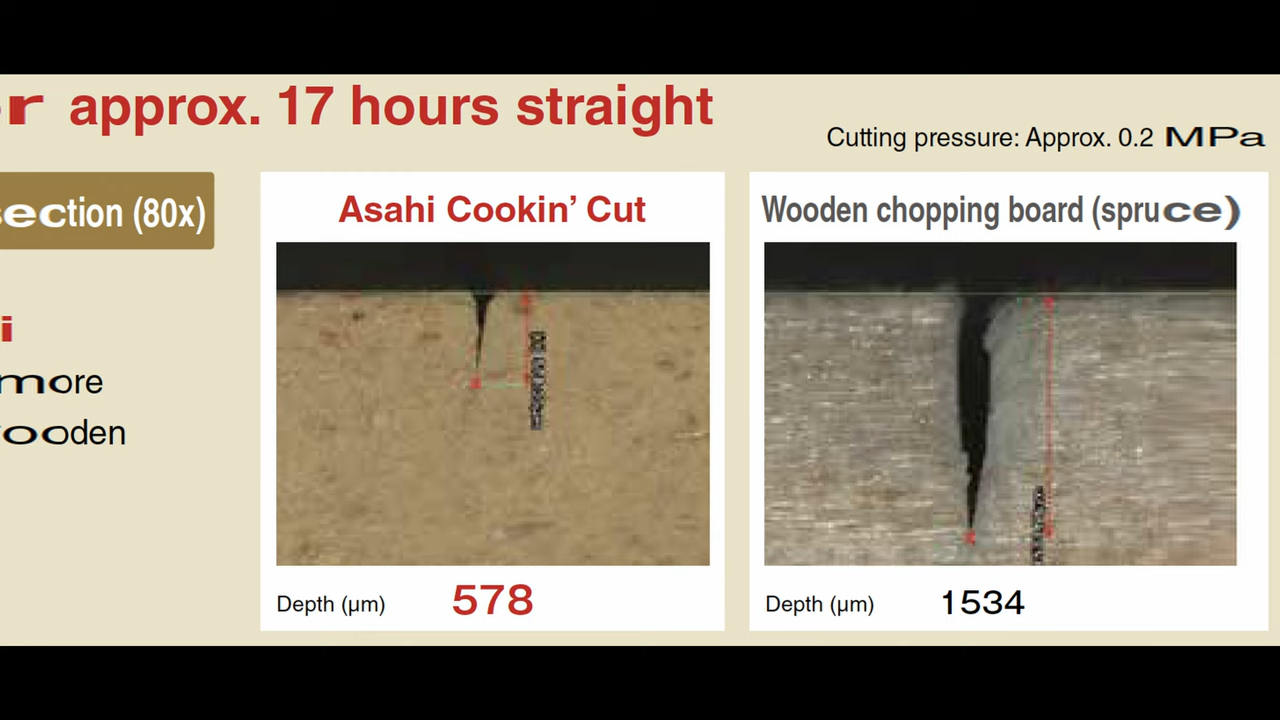 r approx. 17 hours straight
Cutting pressure: Approx. 0.2 MPa
section (80x)
Asahi Cookin’ Cut
Wooden chopping board (spruce)
i
more
ooden
Depth (μm) 578
Depth (μm) 1534